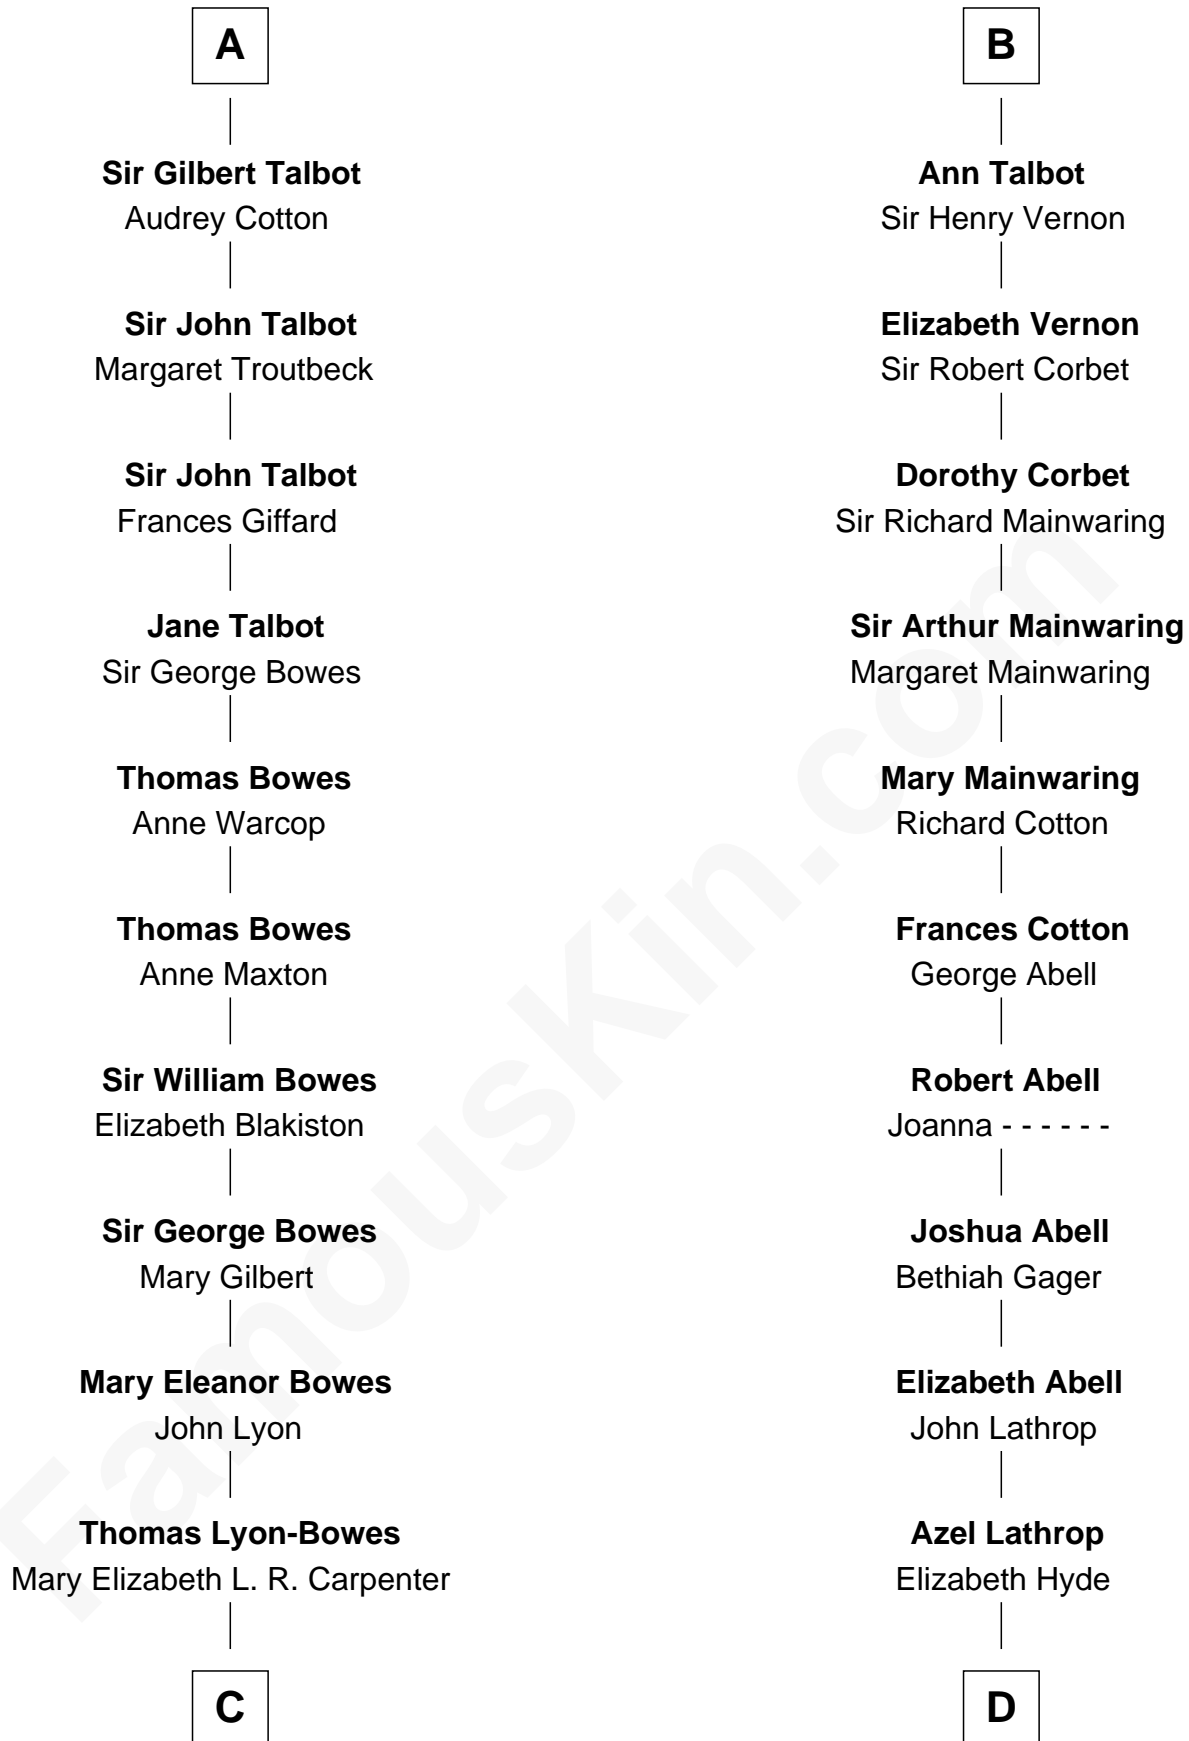 A
Sir Gilbert Talbot
Audrey Cotton
Sir John Talbot
Margaret Troutbeck
Sir John Talbot
Frances Giffard
Jane Talbot
Sir George Bowes
Thomas Bowes
Anne Warcop
Thomas Bowes
Anne Maxton
Sir William Bowes
Elizabeth Blakiston
Sir George Bowes
Mary Gilbert
Mary Eleanor Bowes
John Lyon
Thomas Lyon-Bowes
Mary Elizabeth L. R. Carpenter
C
B
Ann Talbot
Sir Henry Vernon
Elizabeth Vernon
Sir Robert Corbet
Dorothy Corbet
Sir Richard Mainwaring
Sir Arthur Mainwaring
Margaret Mainwaring
Mary Mainwaring
Richard Cotton
Frances Cotton
George Abell
Robert Abell
Joanna - - - - - -
Joshua Abell
Bethiah Gager
Elizabeth Abell
John Lathrop
Azel Lathrop
Elizabeth Hyde
D
FamousKin.com